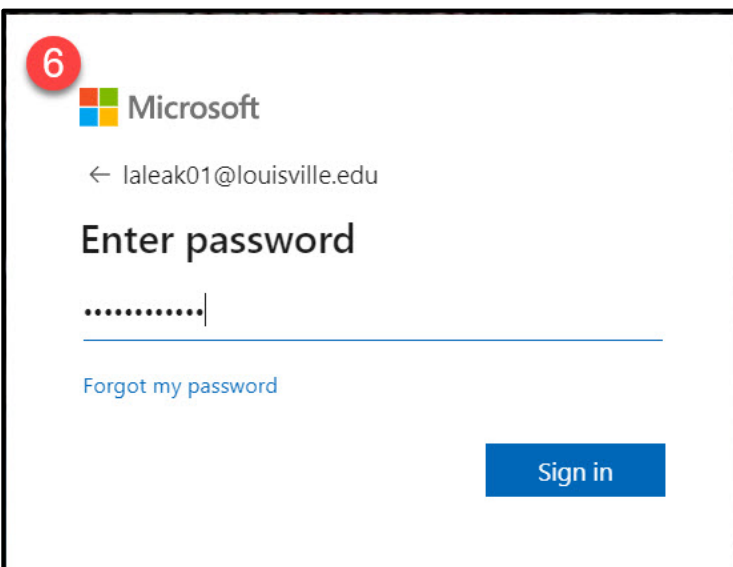 6
Microsoft
← laleak01@louisville.edu
Enter password
••••••••••••
Forgot my password
Sign in